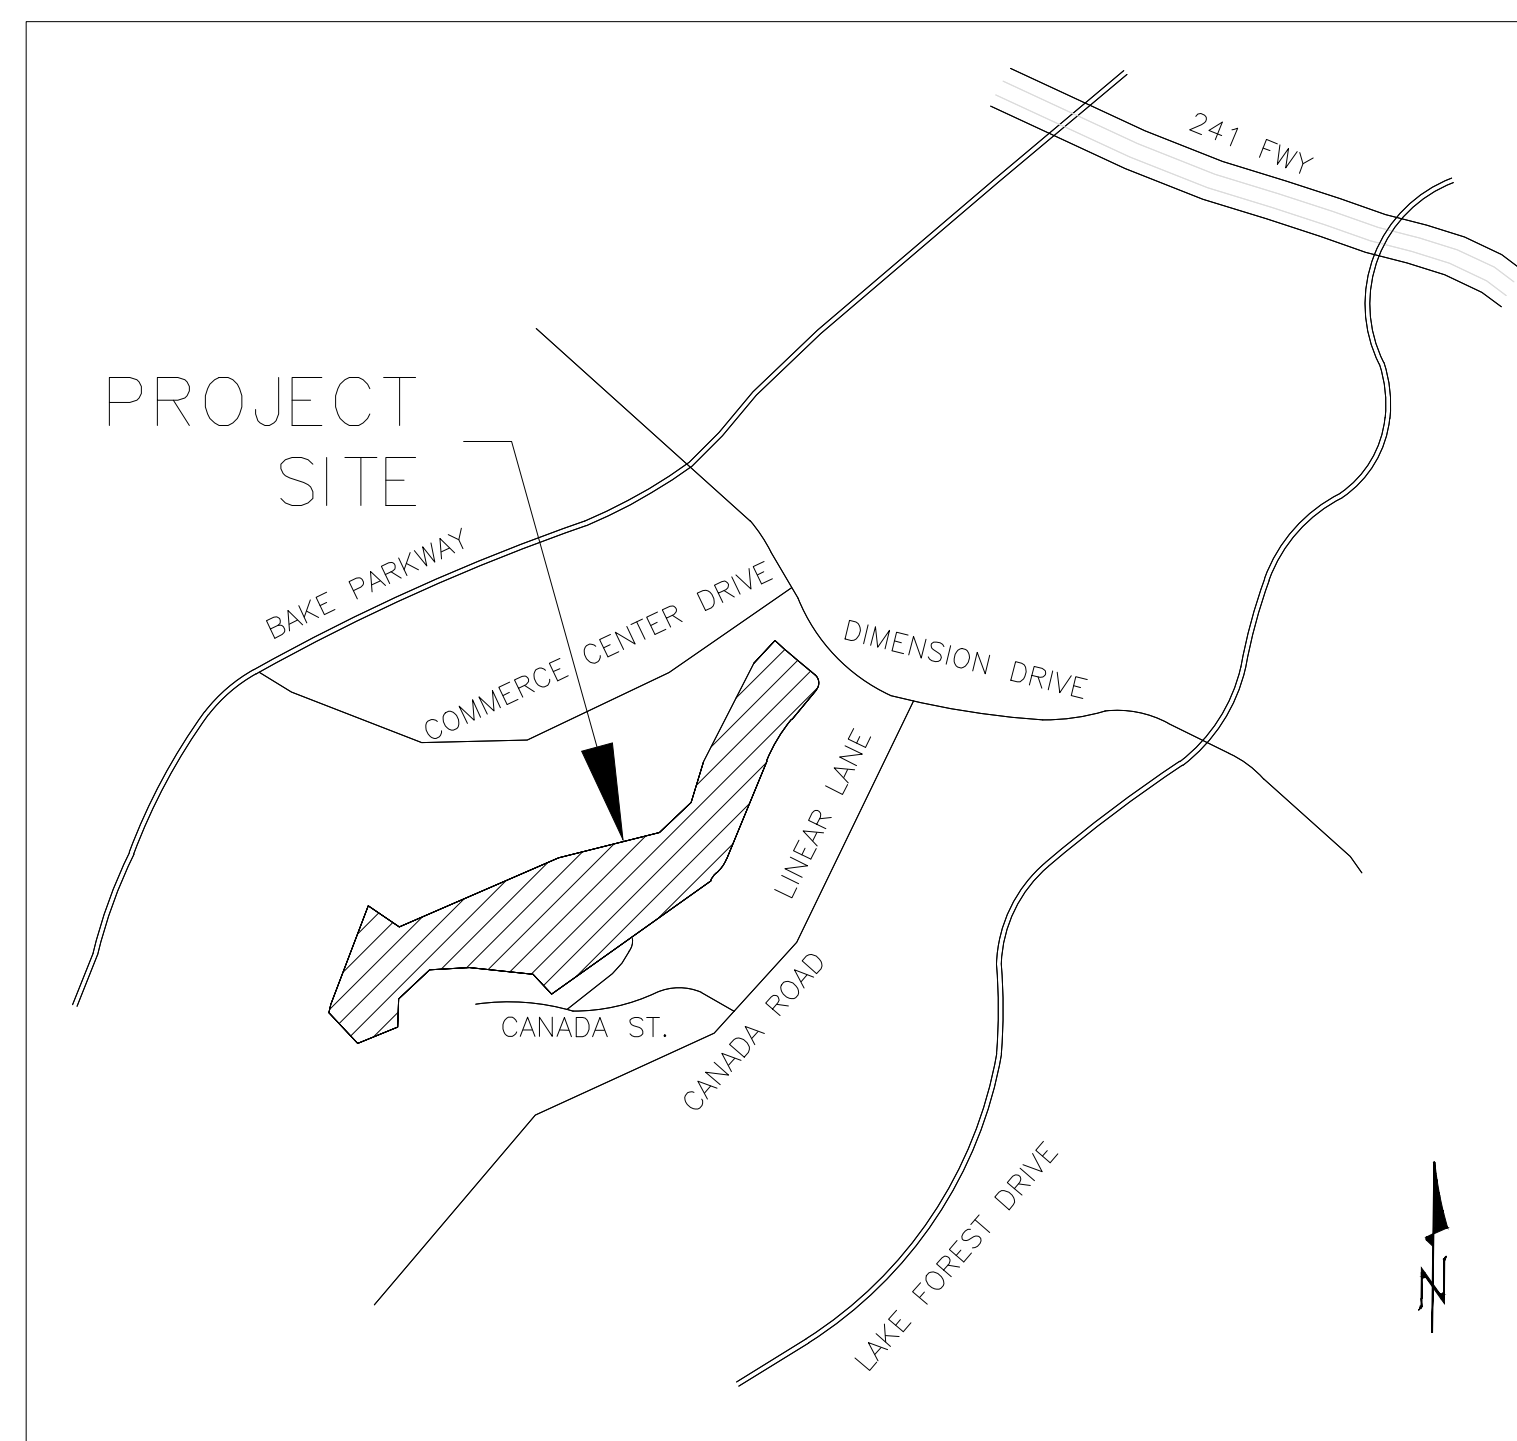 241 FWY
PROJECT
SITE
BAKE PARKWAY
COMMERCE CENTER DRIVE
DIMENSION DRIVE
LINEAR LANE
CANADA ROAD
CANADA ST.
LAKE FOREST DRIVE
N